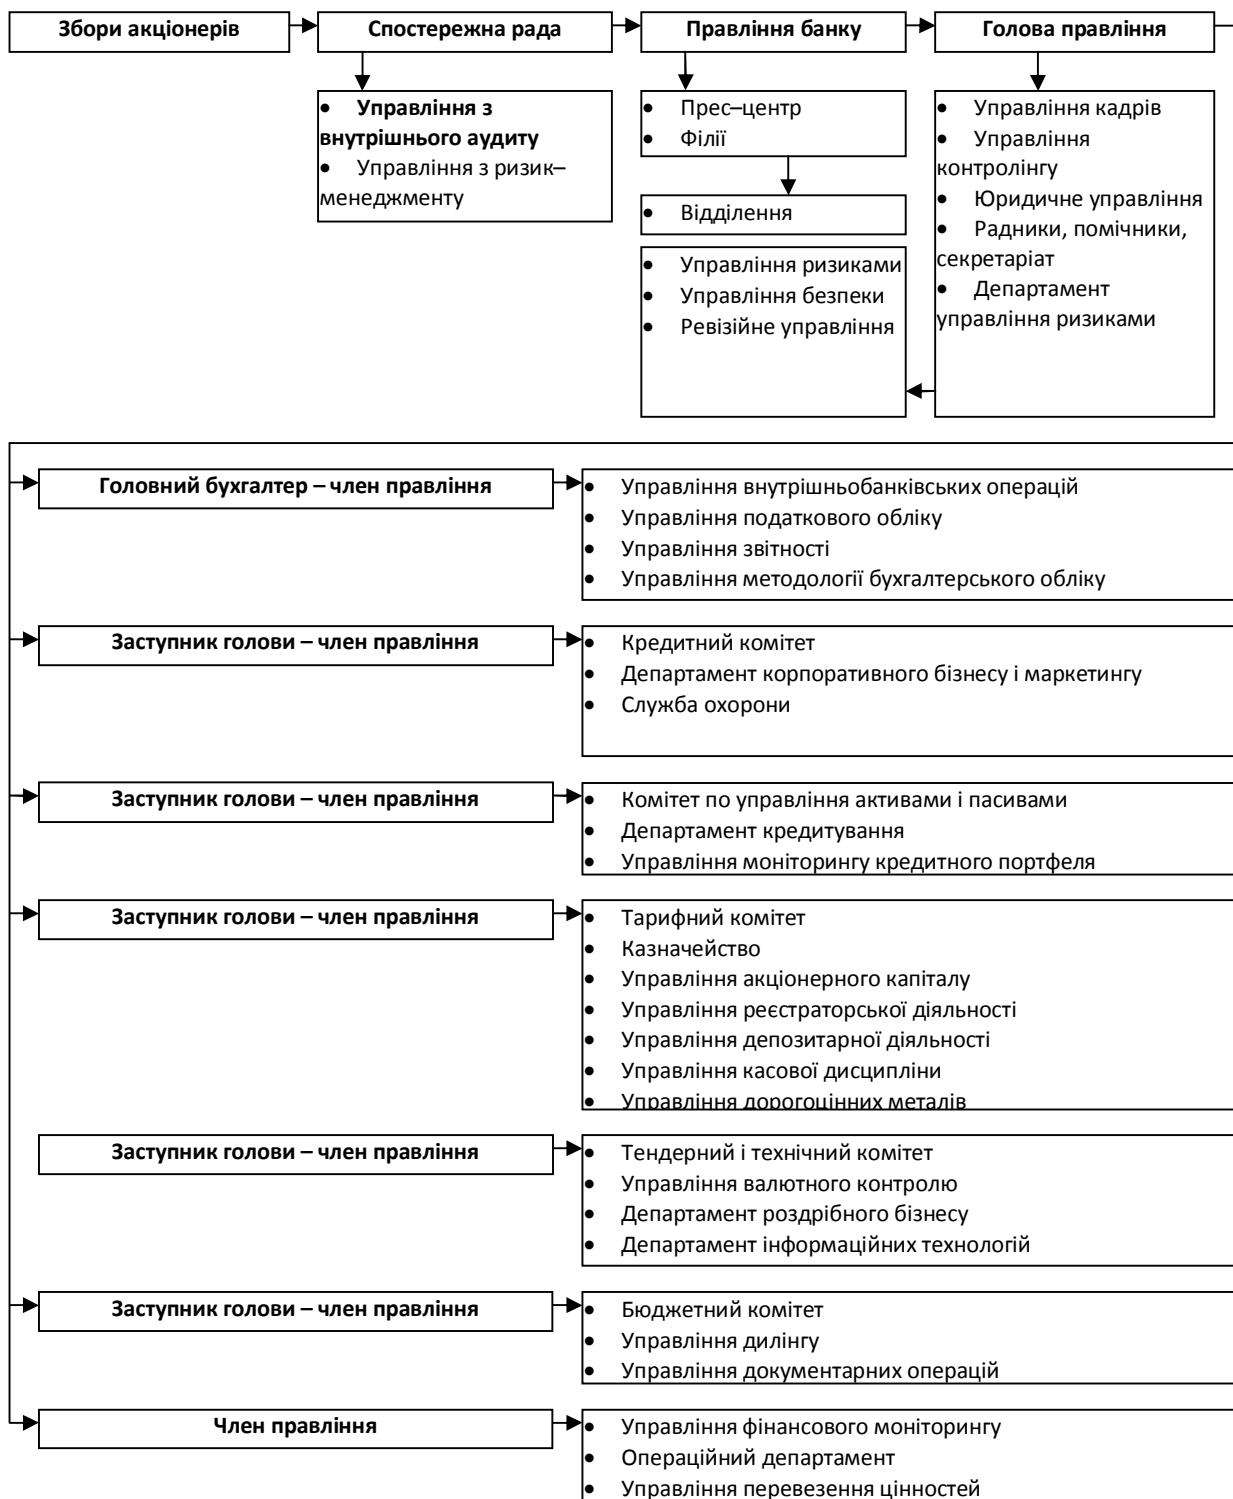 Збори акціонерів
Спостережна рада
Правління банку
Голова правління
• Управління з
внутрішнього аудиту
• Управління з ризик–
менеджменту
• Прес–центр
• Філії
• Відділення
• Управління ризиками
• Управління безпеки
• Ревізійне управління
• Управління кадрів
• Управління
контролінгу
• Юридичне управління
• Радники, помічники,
секретаріат
• Департамент
управління ризиками
Головний бухгалтер – член правління
• Управління внутрішньобанківських операцій
• Управління податкового обліку
• Управління звітності
• Управління методології бухгалтерського обліку
Заступник голови – член правління
• Кредитний комітет
• Департамент корпоративного бізнесу і маркетингу
• Служба охорони
Заступник голови – член правління
• Комітет по управління активами і пасивами
• Департамент кредитування
• Управління моніторингу кредитного портфеля
Заступник голови – член правління
• Тарифний комітет
• Казначейство
• Управління акціонерного капіталу
• Управління реєстраторської діяльності
• Управління депозитарної діяльності
• Управління касової дисципліни
• Управління дорогоцінних металів
Заступник голови – член правління
• Тендерний і технічний комітет
• Управління валютного контролю
• Департамент роздрібного бізнесу
• Департамент інформаційних технологій
Заступник голови – член правління
• Бюджетний комітет
• Управління дилінгу
• Управління документарних операцій
Член правління
• Управління фінансового моніторингу
• Операційний департамент
• Управління перевезення цінностей